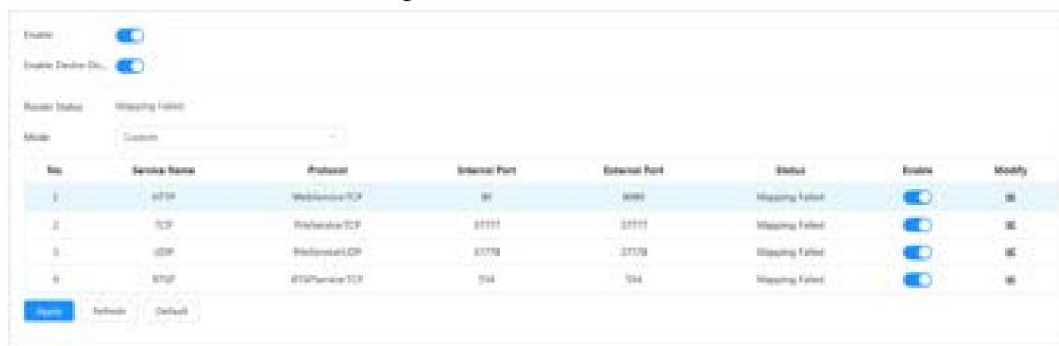 Enable
Enable Device Dis...
Router Status Mapping Failed
Mode Custom
No. Service Name Protocol Internal Port External Port Status Enable Modify
1 HTTP WebService:TCP 8080 Mapping Failed
2 TCP PrivService:TCP 37777 37777 Mapping Failed
3 UDP PrivService:UDP 37778 37778 Mapping Failed
4 RTSP RTSPService:TCP 554 554 Mapping Failed
Apply Refresh Default